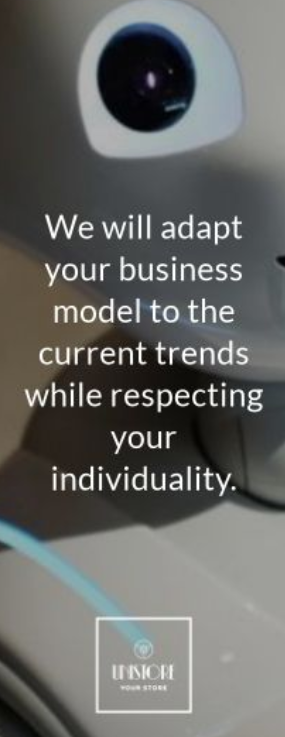 We will adapt
your business
model to the
current trends
while respecting
your
individuality.
UNISTORE
YOUR STORE